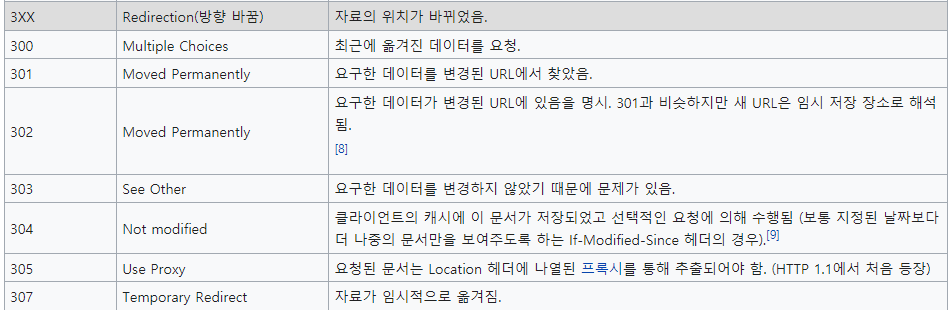 3XX Redirection(방향 바꿈) 자료의 위치가 바뀌었음.
300 Multiple Choices 최근에 옮겨진 데이터를 요청.
301 Moved Permanently 요구한 데이터를 변경된 URL에서 찾았음.
302 Moved Permanently 요구한 데이터가 변경된 URL에 있음을 명시. 301과 비슷하지만 새 URL은 임시 저장 장소로 해석
됨.
[8]
303 See Other 요구한 데이터를 변경하지 않았기 때문에 문제가 있음.
304 Not modified 클라이언트의 캐시에 이 문서가 저장되었고 선택적인 요청에 의해 수행됨 (보통 지정된 날짜보다
더 나중의 문서만을 보여주도록 하는 If-Modified-Since 헤더의 경우).[9]
305 Use Proxy 요청된 문서는 Location 헤더에 나열된 프록시를 통해 추출되어야 함. (HTTP 1.1에서 처음 등장)
307 Temporary Redirect 자료가 임시적으로 옮겨짐.